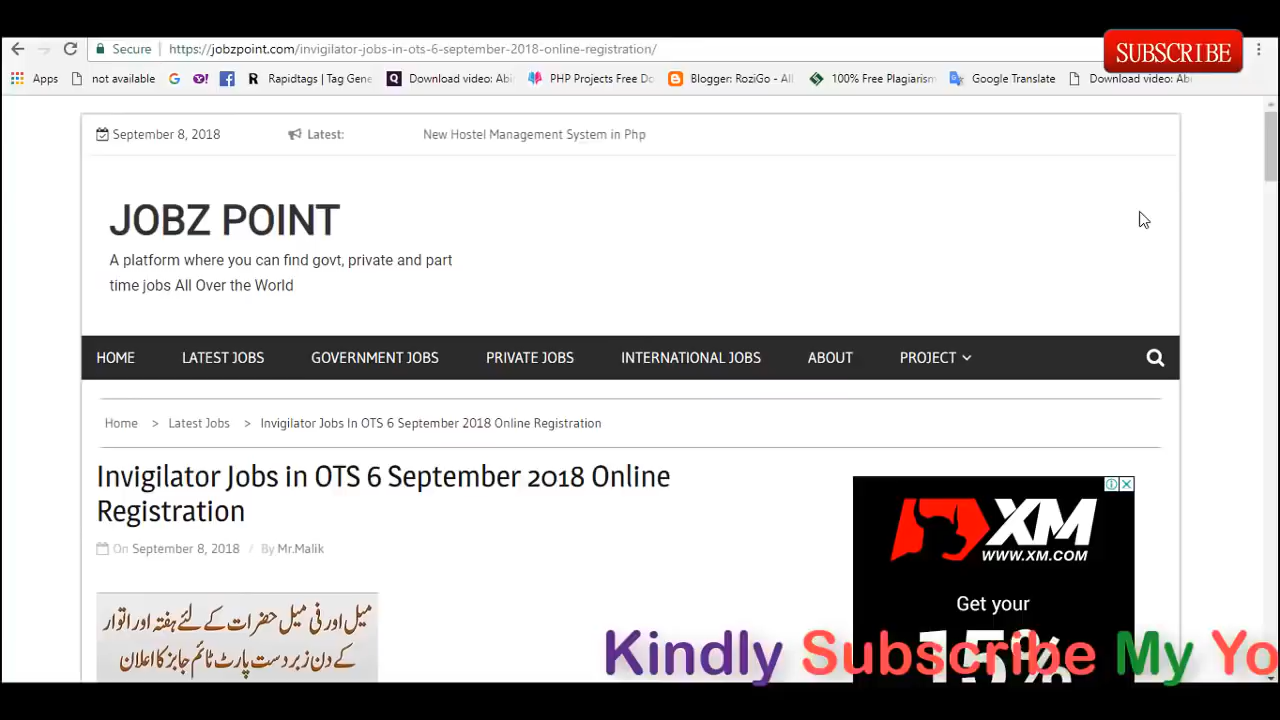 Secure | https://jobzpoint.com/invigilator-jobs-in-ots-6-september-2018-online-registration/
SUBSCRIBE
Apps not available Rapidtags | Tag Gene Download video: Abi PHP Projects Free Do Blogger: RoziGo - All 100% Free Plagiarism Google Translate Download video: Abi
September 8, 2018 Latest: New Hostel Management System in Php
JOBZ POINT
A platform where you can find govt, private and part
time jobs All Over the World
HOME LATEST JOBS GOVERNMENT JOBS PRIVATE JOBS INTERNATIONAL JOBS ABOUT PROJECT
Home > Latest Jobs > Invigilator Jobs In OTS 6 September 2018 Online Registration
Invigilator Jobs in OTS 6 September 2018 Online
Registration
On September 8, 2018 / By Mr.Malik
XM
WWW.XM.COM
Get your
15%
میل اور فی میل حضرات کے لئے ہفتہ اور اتوار
کے دن زبردست پارٹ ٹائم جابز کا اعلان
Kindly Subscribe My Yo